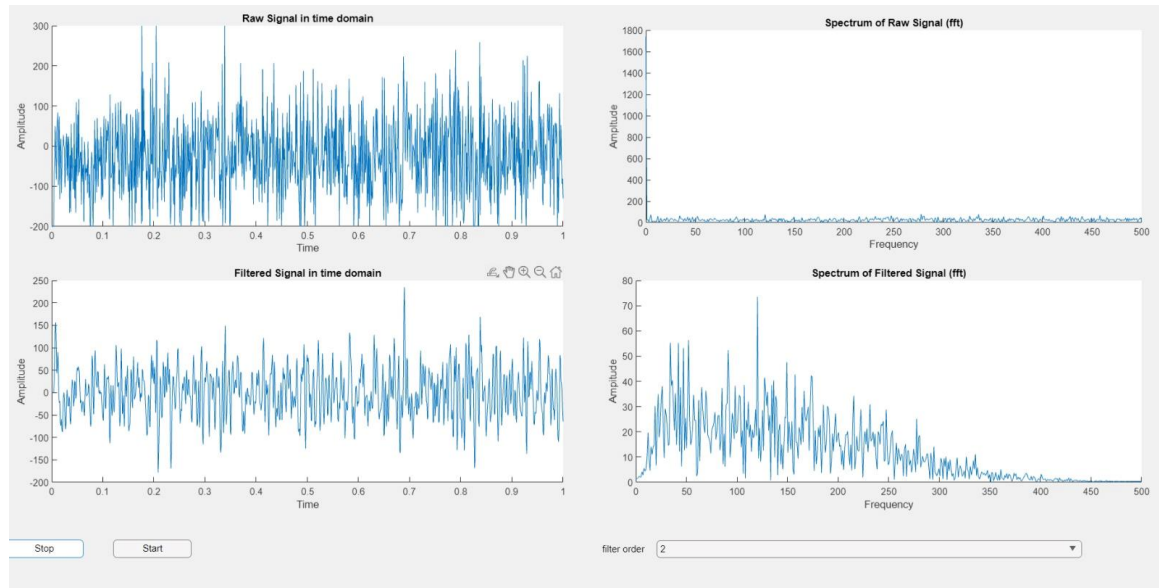 Raw Signal in time domain
300
200
100
0
-100
-200
Amplitude
0 0.1 0.2 0.3 0.4 0.5 0.6 0.7 0.8 0.9 1
Time
Spectrum of Raw Signal (fft)
1800
1600
1400
1200
1000
800
600
400
200
0
Amplitude
0 50 100 150 200 250 300 350 400 450 500
Frequency
Filtered Signal in time domain
250
200
150
100
50
0
-50
-100
-150
-200
Amplitude
0 0.1 0.2 0.3 0.4 0.5 0.6 0.7 0.8 0.9 1
Time
Spectrum of Filtered Signal (fft)
80
70
60
50
40
30
20
10
0
Amplitude
0 50 100 150 200 250 300 350 400 450 500
Frequency
Stop Start filter order 2